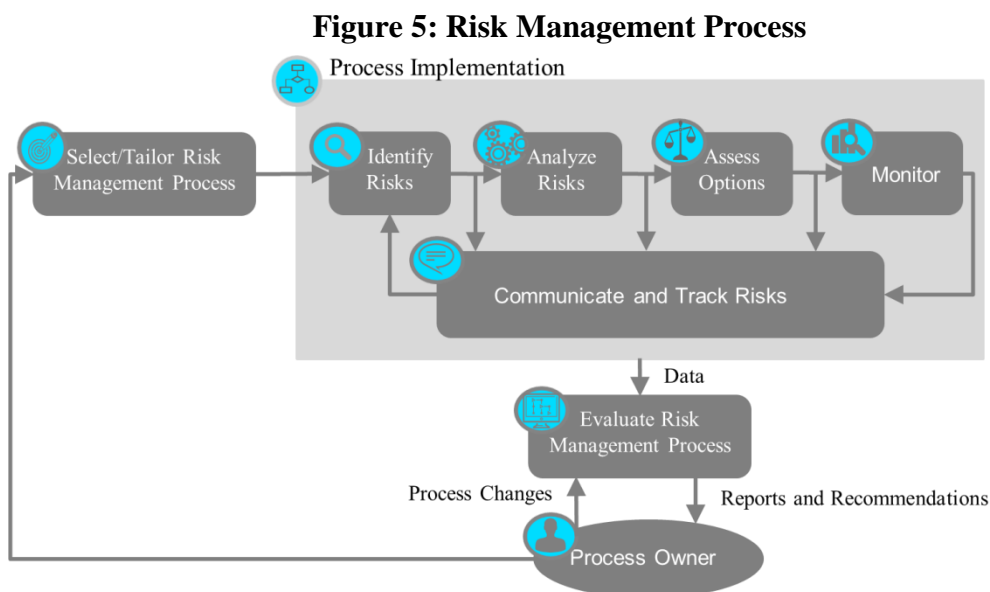 Figure 5: Risk Management Process
Process Implementation
Select/Tailor Risk
Management Process
Identify
Risks
Analyze
Risks
Assess
Options
Monitor
Communicate and Track Risks
Data
Evaluate Risk
Management Process
Process Changes
Reports and Recommendations
Process Owner